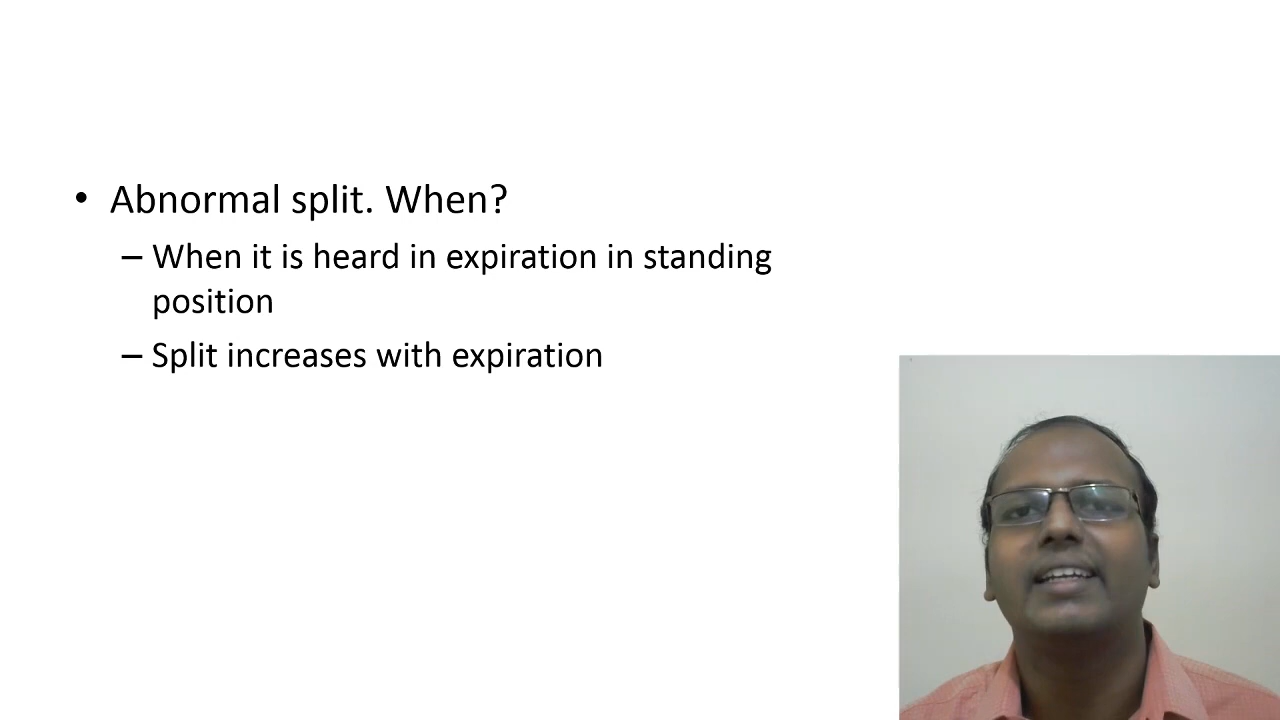 • Abnormal split. When?
– When it is heard in expiration in standing
position
– Split increases with expiration